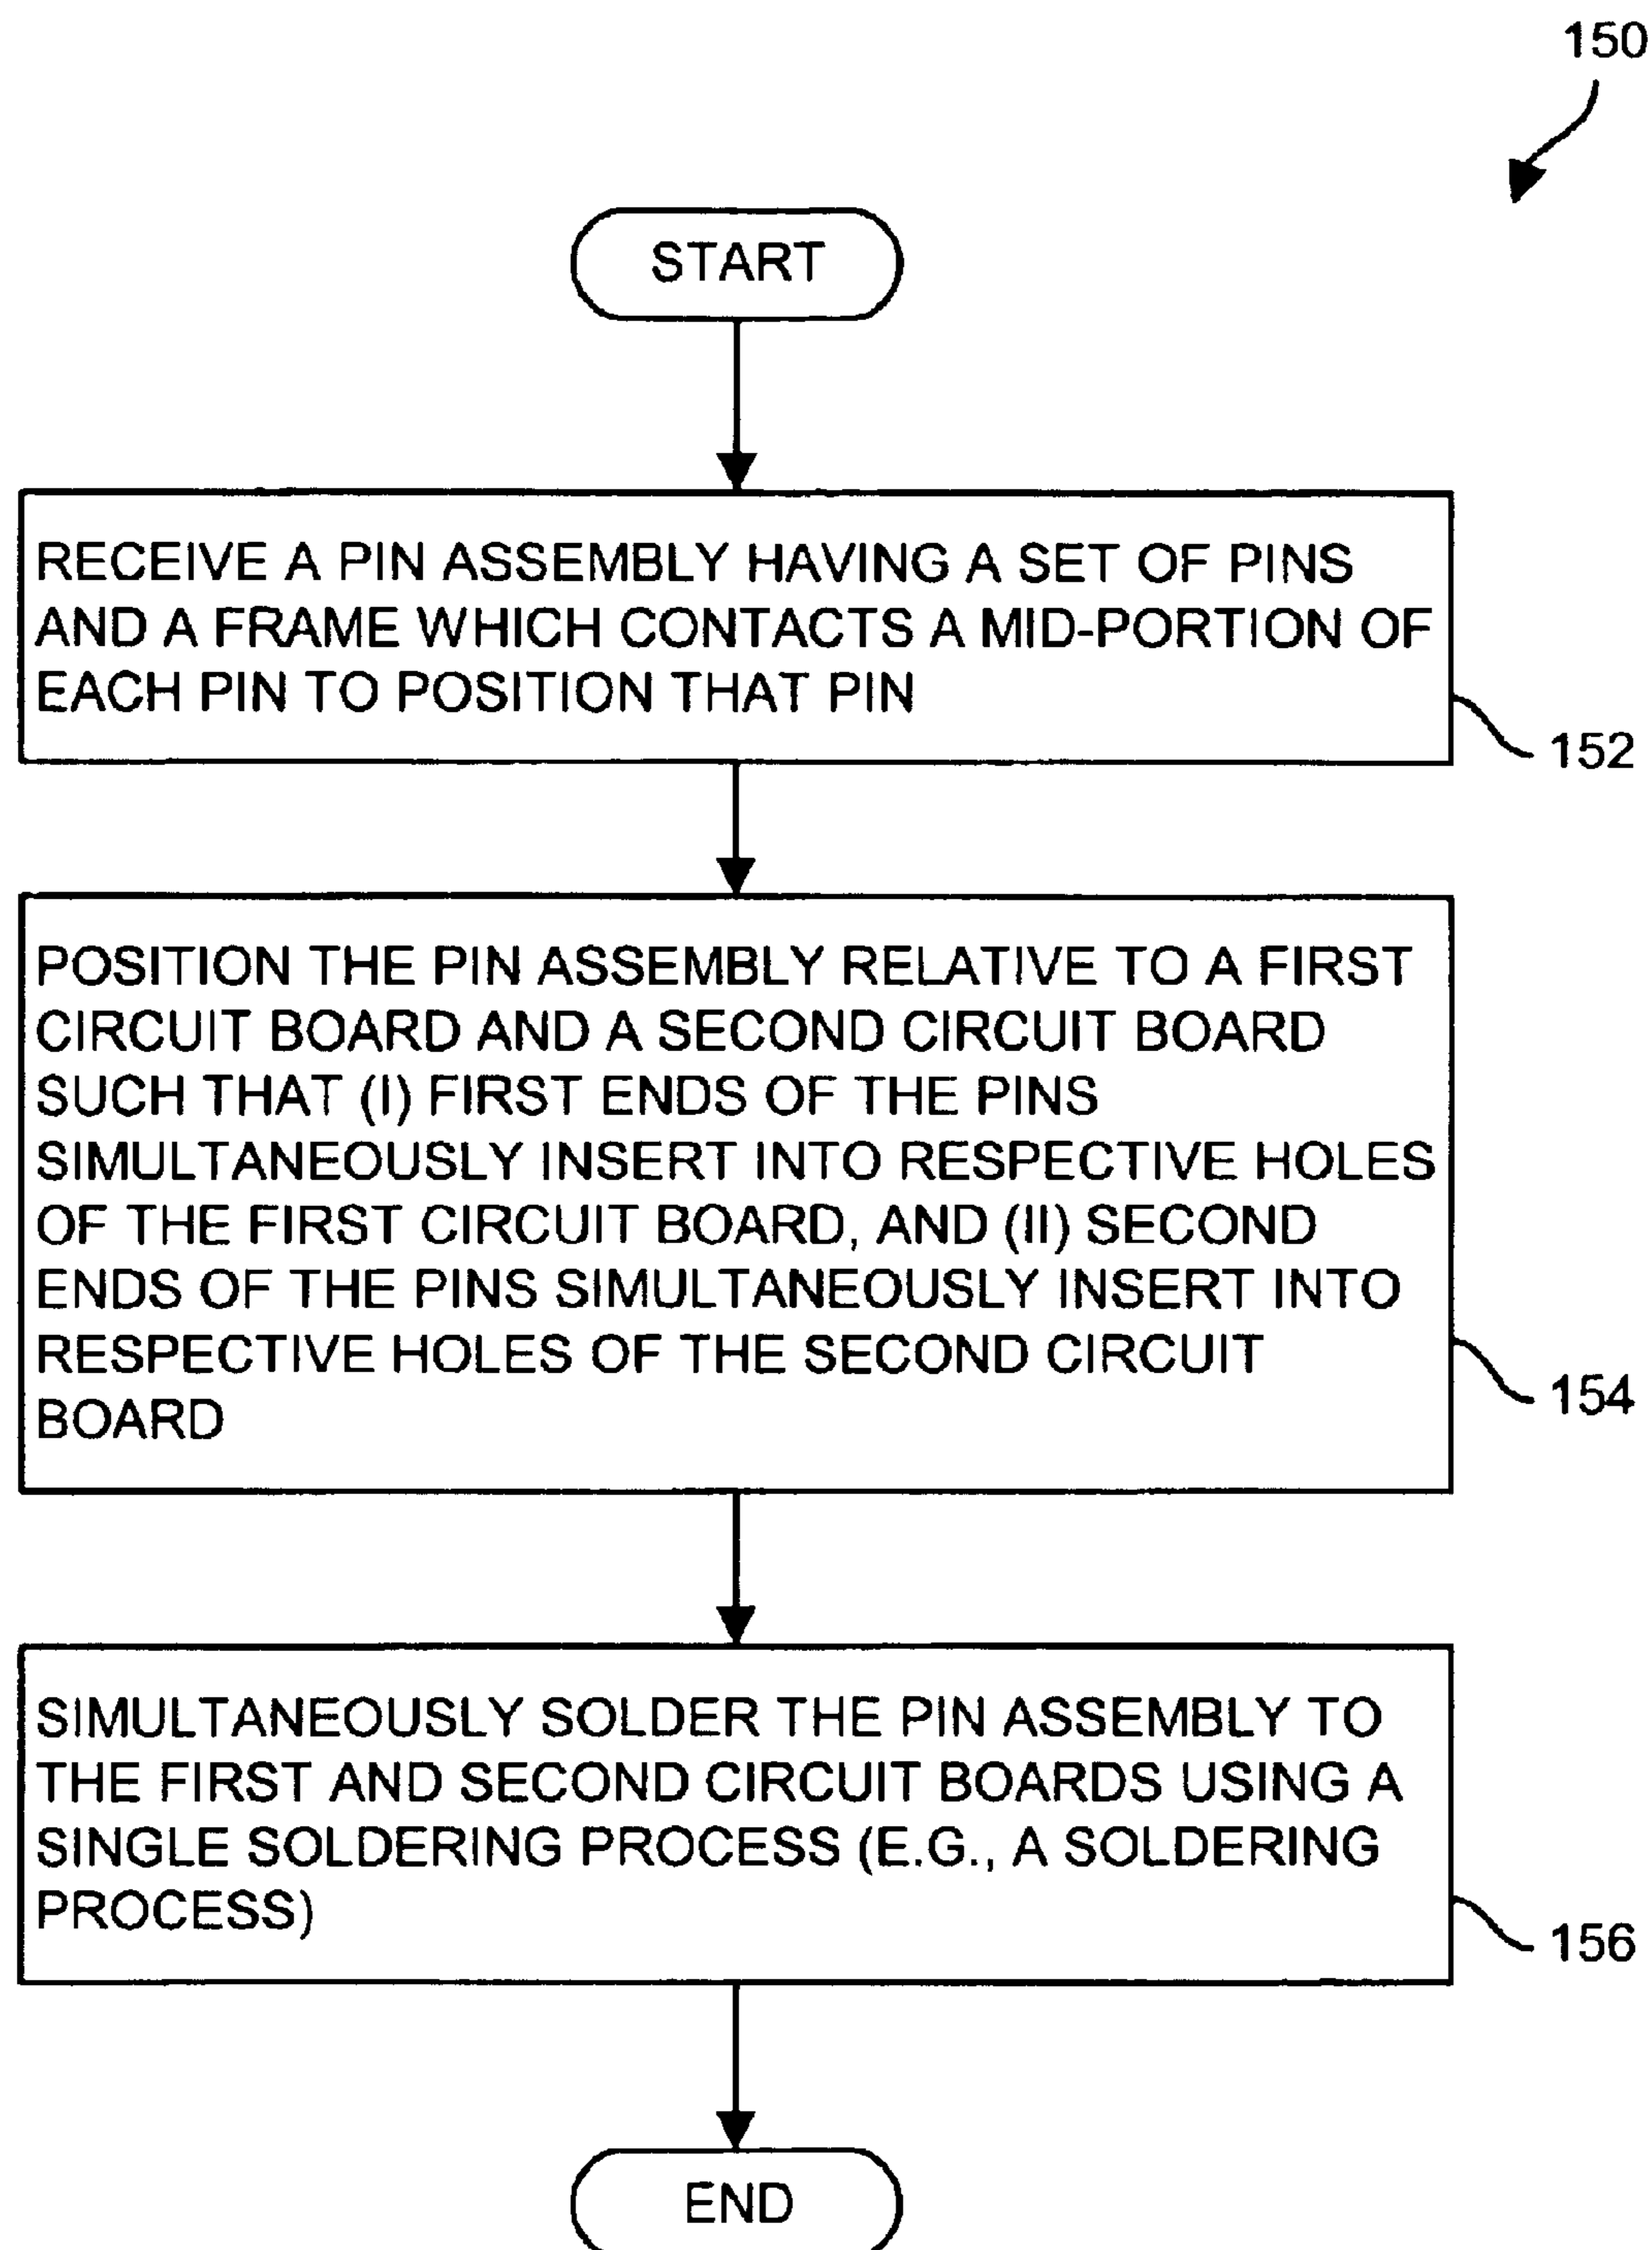 150
START
RECEIVE A PIN ASSEMBLY HAVING A SET OF PINS
AND A FRAME WHICH CONTACTS A MID-PORTION OF
EACH PIN TO POSITION THAT PIN
152
POSITION THE PIN ASSEMBLY RELATIVE TO A FIRST
CIRCUIT BOARD AND A SECOND CIRCUIT BOARD
SUCH THAT (I) FIRST ENDS OF THE PINS
SIMULTANEOUSLY INSERT INTO RESPECTIVE HOLES
OF THE FIRST CIRCUIT BOARD, AND (II) SECOND
ENDS OF THE PINS SIMULTANEOUSLY INSERT INTO
RESPECTIVE HOLES OF THE SECOND CIRCUIT
BOARD
154
SIMULTANEOUSLY SOLDER THE PIN ASSEMBLY TO
THE FIRST AND SECOND CIRCUIT BOARDS USING A
SINGLE SOLDERING PROCESS (E.G., A SOLDERING
PROCESS)
156
END